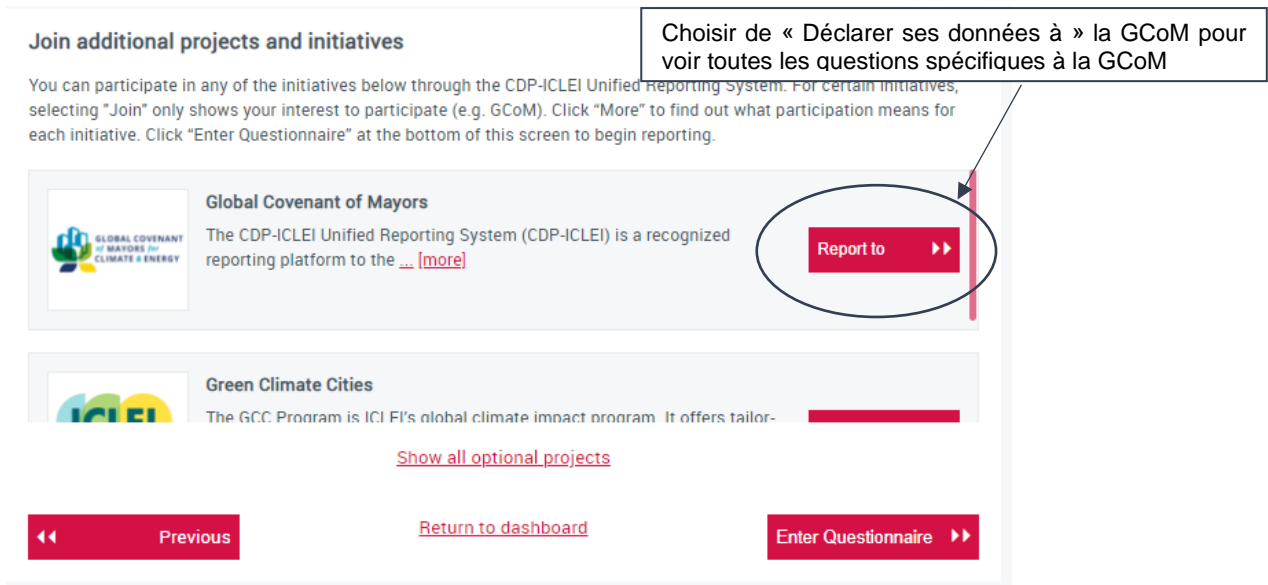 Choisir de « Déclarer ses données à » la GCoM pour
voir toutes les questions spécifiques à la GCoM
Join additional projects and initiatives
You can participate in any of the initiatives below through the CDP-ICLEI Unified Reporting System. For certain initiatives,
selecting "Join" only shows your interest to participate (e.g. GCoM). Click “More” to find out what participation means for
each initiative. Click “Enter Questionnaire” at the bottom of this screen to begin reporting.
GLOBAL COVENANT
of MAYORS for
CLIMATE & ENERGY
Global Covenant of Mayors
The CDP-ICLEI Unified Reporting System (CDP-ICLEI) is a recognized
reporting platform to the ... [more]
Report to
ICLEI
Green Climate Cities
The GCC Program is ICLEI's global climate impact program. It offers tailor-
Show all optional projects
Previous
Return to dashboard
Enter Questionnaire